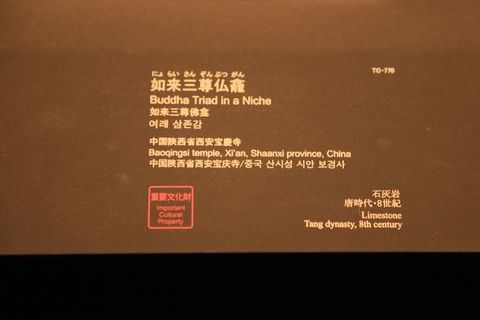 にょ らい さん ぞんぶつ がん
如来三尊仏龕
TC-770
Buddha Triad in a Niche
如来三尊佛龛
여래 삼존감
中国陝西省西安宝慶寺
Baoqingsi temple, Xi'an, Shaanxi province, China
中国陕西省西安宝庆寺/중국 산시성 시안 보경사
重要文化財
Important
Cultural
Property
石灰岩
唐時代・8世紀
Limestone
Tang dynasty, 8th century